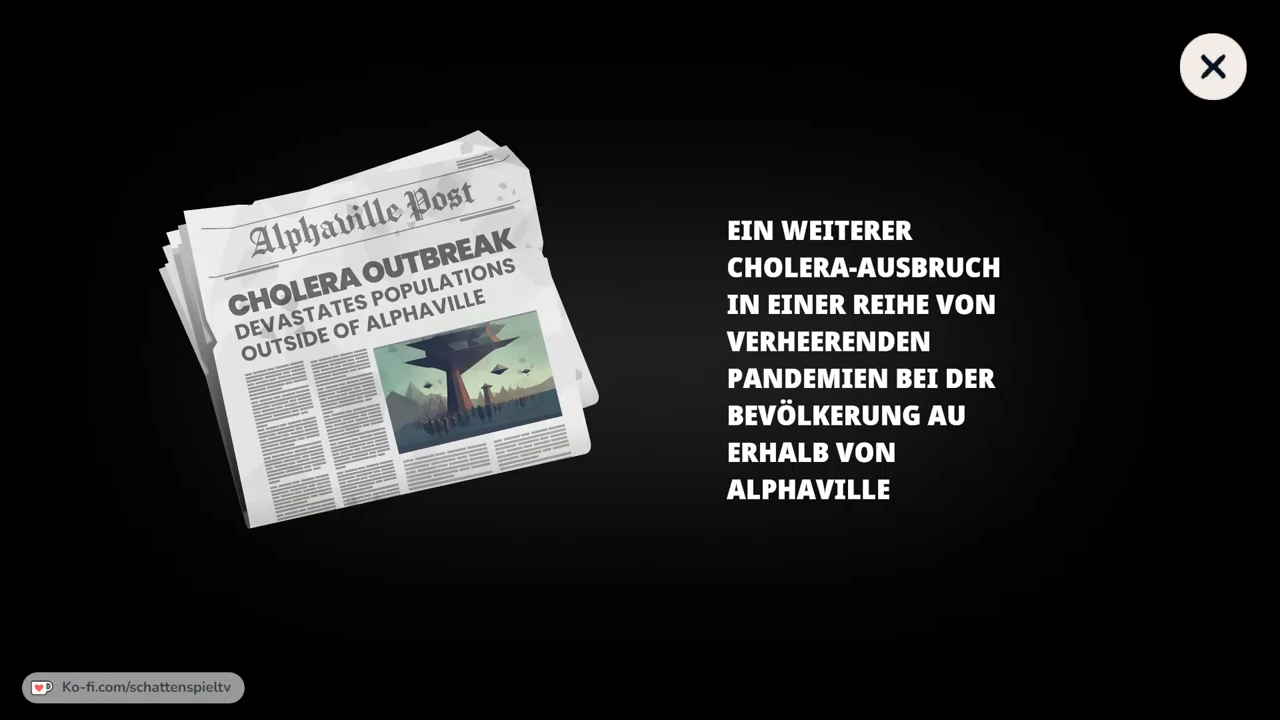 Alphaville Post
CHOLERA OUTBREAK
DEVASTATES POPULATIONS
OUTSIDE OF ALPHAVILLE
EIN WEITERER
CHOLERA-AUSBRUCH
IN EINER REIHE VON
VERHEERENDEN
PANDEMIEN BEI DER
BEVÖLKERUNG AU
ERHALB VON
ALPHAVILLE
Ko-fi.com/schattenspieltv